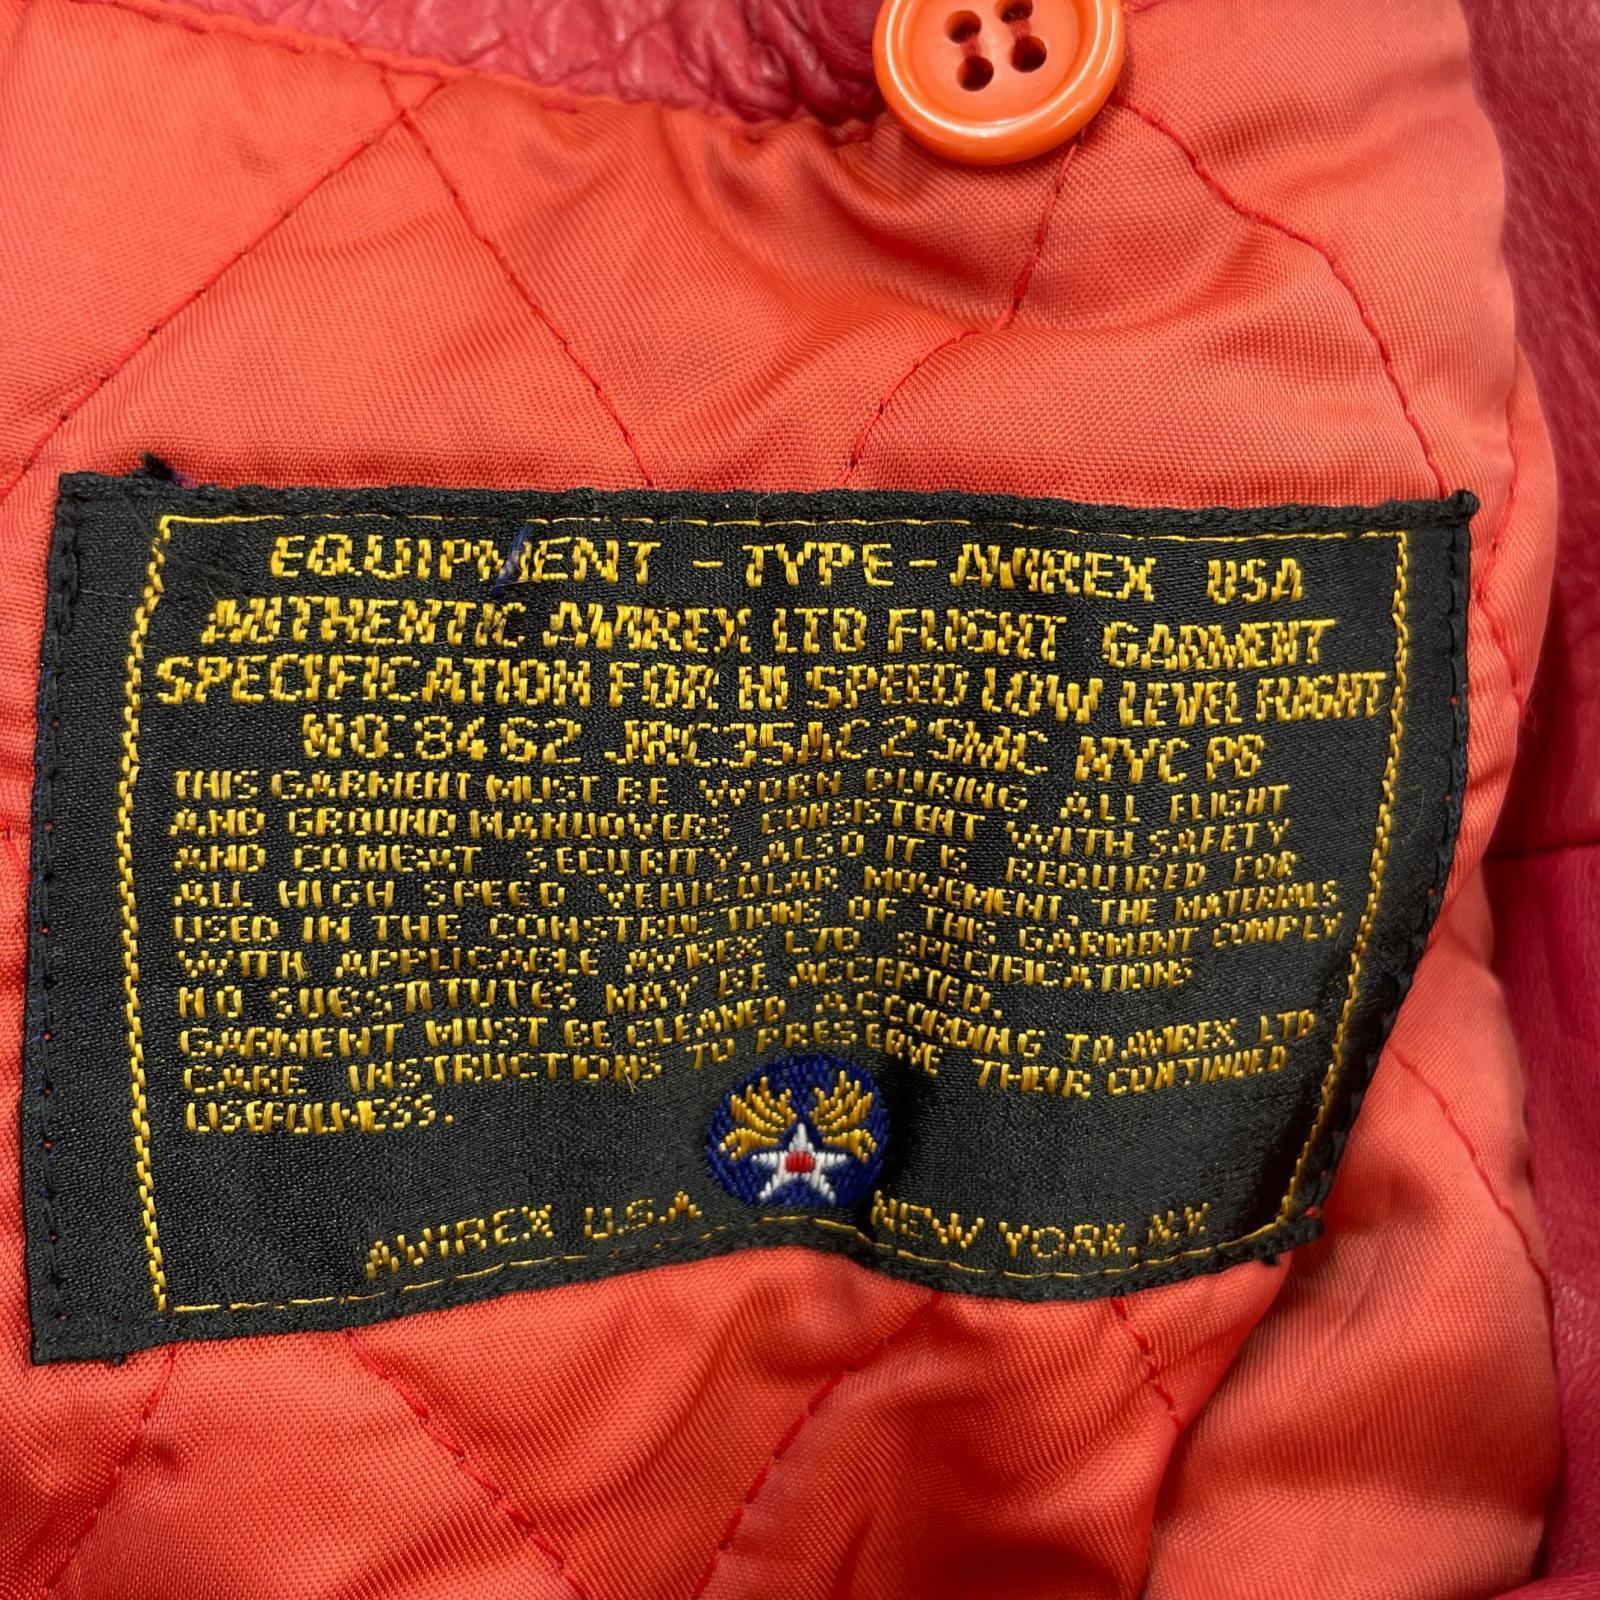 EQUIPMENT - TYPE - AVIREX USA
AUTHENTIC AVIREX LTD FLIGHT GARMENT
SPECIFICATION FOR HI SPEED LOW LEVEL FLIGHT
NO. 8462 JRC35AC2SMC NYC PB
THIS GARMENT MUST BE WORN DURING ALL FLIGHT
AND GROUND MANUOVERS CONSISTENT WITH SAFETY
AND COMBAT SECURITY, ALSO IT IS REQUIRED FOR
ALL HIGH SPEED VEHICULAR MOVEMENT, THE MATERIALS
USED IN THE CONSTRUCTIONS OF THIS GARMENT COMPLY
WITH APPLICABLE AVIREX LTD SPECIFICATIONS
NO SUBSTITUTES MAY BE ACCEPTED.
GARMENT MUST BE CLEANED ACCORDING TO AVIREX LTD
CARE INSTRUCTIONS TO PRESERVE THEIR CONTINUED
USEFULNESS.
AVIREX U.S.A NEW YORK, N.Y.